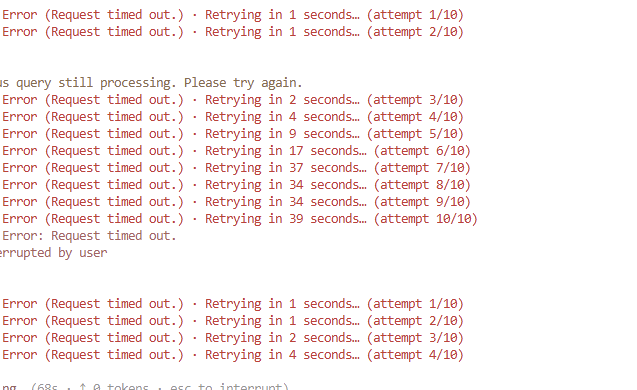 Error (Request timed out.) · Retrying in 1 seconds… (attempt 1/10)
Error (Request timed out.) · Retrying in 1 seconds… (attempt 2/10)
us query still processing. Please try again.
Error (Request timed out.) · Retrying in 2 seconds… (attempt 3/10)
Error (Request timed out.) · Retrying in 4 seconds… (attempt 4/10)
Error (Request timed out.) · Retrying in 9 seconds… (attempt 5/10)
Error (Request timed out.) · Retrying in 17 seconds… (attempt 6/10)
Error (Request timed out.) · Retrying in 37 seconds… (attempt 7/10)
Error (Request timed out.) · Retrying in 34 seconds… (attempt 8/10)
Error (Request timed out.) · Retrying in 34 seconds… (attempt 9/10)
Error (Request timed out.) · Retrying in 39 seconds… (attempt 10/10)
Error: Request timed out.
errupted by user
Error (Request timed out.) · Retrying in 1 seconds… (attempt 1/10)
Error (Request timed out.) · Retrying in 1 seconds… (attempt 2/10)
Error (Request timed out.) · Retrying in 2 seconds… (attempt 3/10)
Error (Request timed out.) · Retrying in 4 seconds… (attempt 4/10)
ng (68s · ↑ 0 tokens · esc to interrupt)